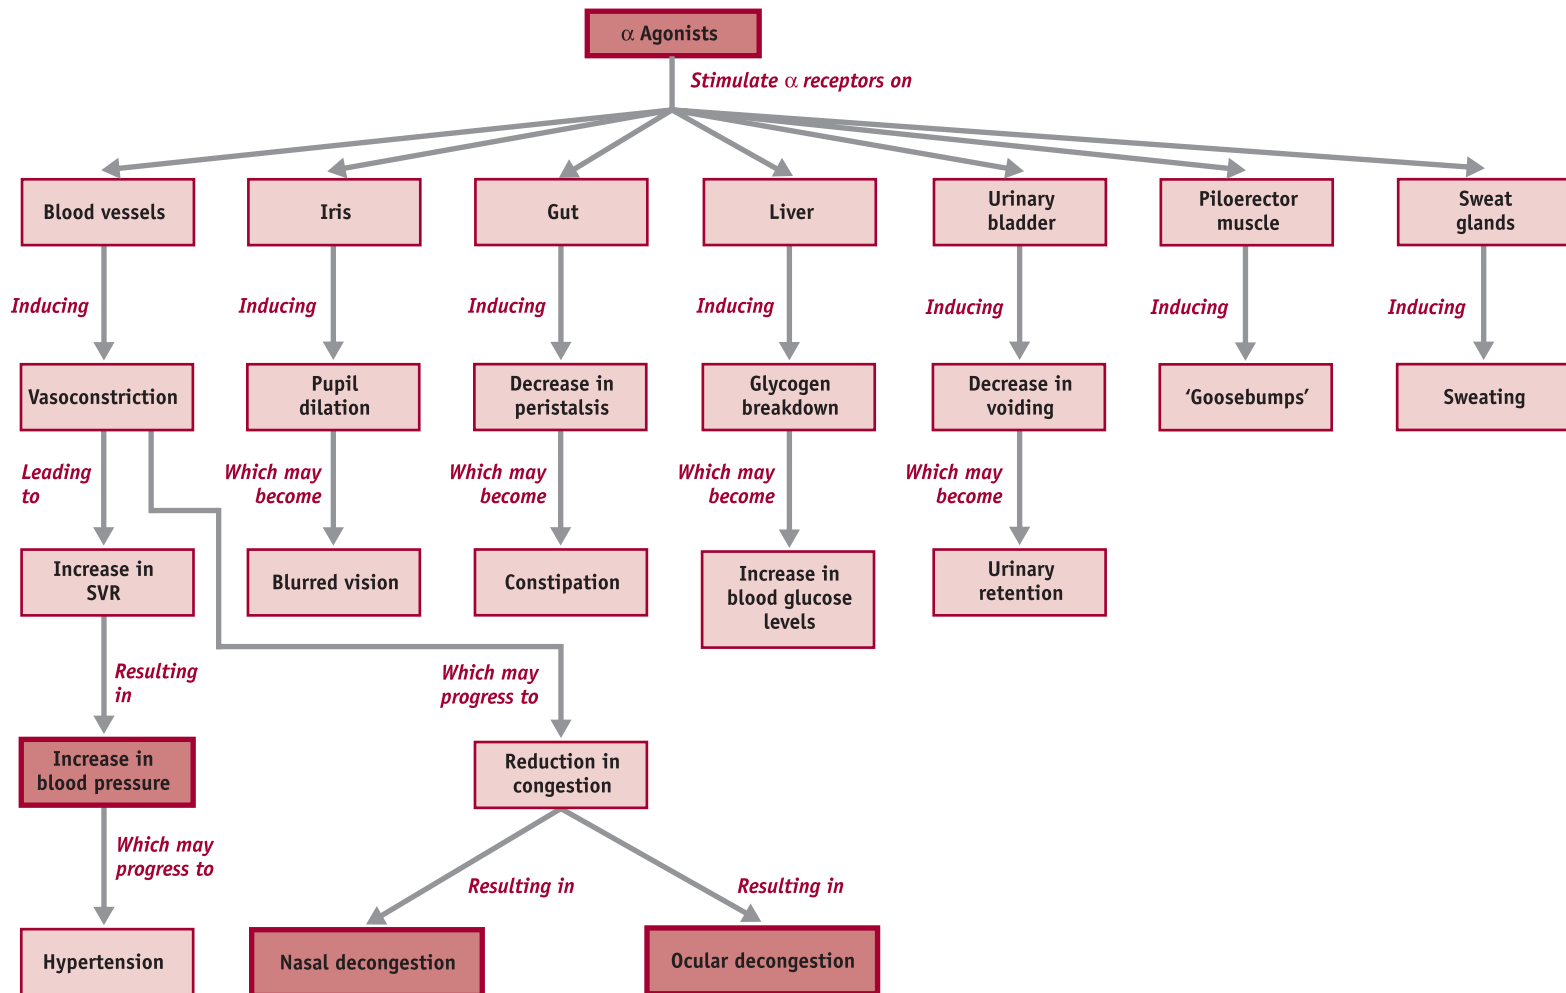 α Agonists
Stimulate α receptors on
Blood vessels
Iris
Gut
Liver
Urinary
bladder
Piloerector
muscle
Sweat
glands
Inducing
Inducing
Inducing
Inducing
Inducing
Inducing
Inducing
Vasoconstriction
Pupil
dilation
Decrease in
peristalsis
Glycogen
breakdown
Decrease in
voiding
‘Goosebumps’
Sweating
Leading
to
Which may
become
Which may
become
Which may
become
Which may
become
Increase in
SVR
Blurred vision
Constipation
Increase in
blood glucose
levels
Urinary
retention
Resulting
in
Which may
progress to
Increase in
blood pressure
Reduction in
congestion
Which may
progress to
Resulting in
Resulting in
Hypertension
Nasal decongestion
Ocular decongestion